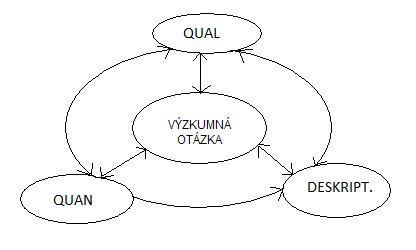 QUAL
VÝZKUMNÁ
OTÁZKA
QUAN
DESKRIPT.